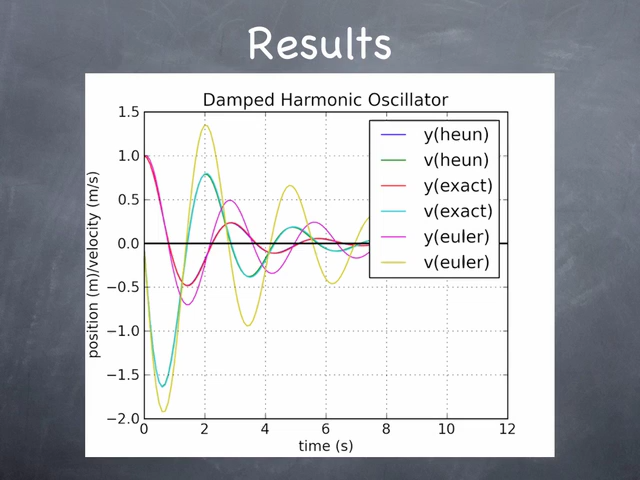 Results
Damped Harmonic Oscillator
1.5
1.0
0.5
0.0
−0.5
−1.0
−1.5
−2.0
position (m)/velocity (m/s)
y(heun)
v(heun)
y(exact)
v(exact)
y(euler)
v(euler)
0 2 4 6 8 10 12
time (s)